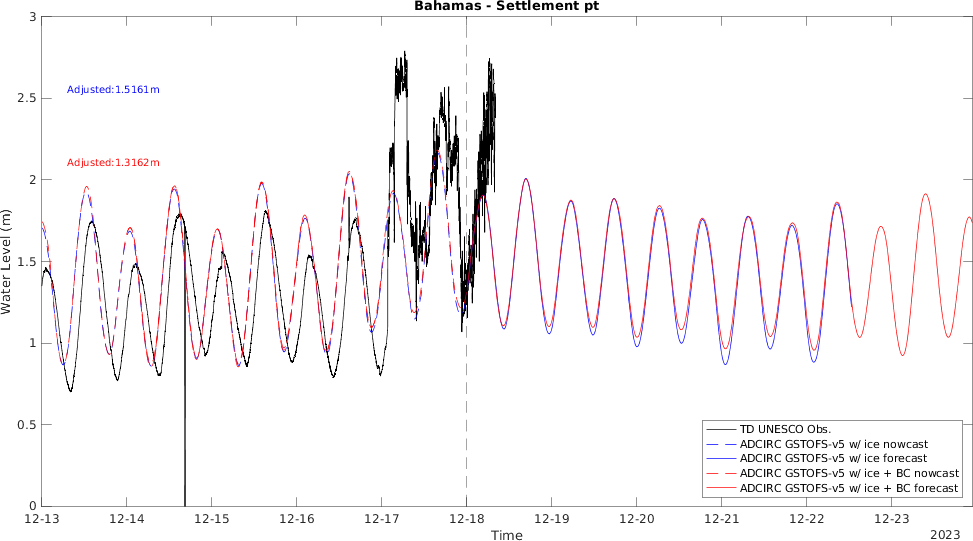 Bahamas - Settlement pt
3
2.5
2
1.5
1
0.5
0
Water Level (m)
Adjusted:1.5161m
Adjusted:1.3162m
TD UNESCO Obs.
ADCIRC GSTOFS-v5 w/ ice nowcast
ADCIRC GSTOFS-v5 w/ ice forecast
ADCIRC GSTOFS-v5 w/ ice + BC nowcast
ADCIRC GSTOFS-v5 w/ ice + BC forecast
12-13 12-14 12-15 12-16 12-17 12-18 12-19 12-20 12-21 12-22 12-23
Time
2023